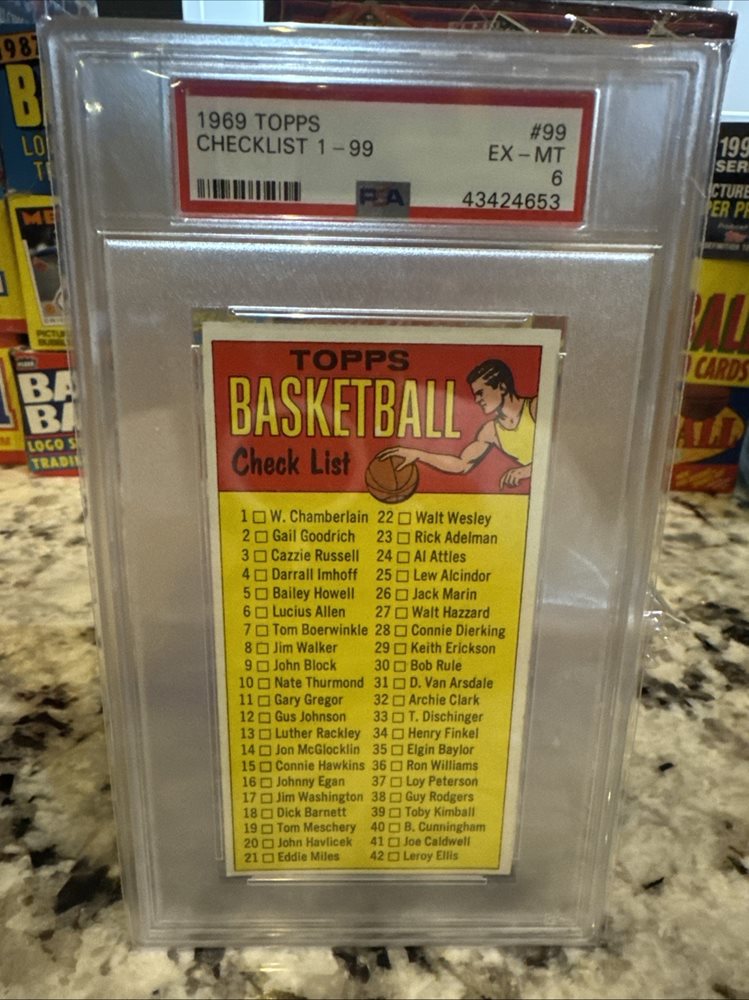 1969 TOPPS #99
CHECKLIST 1-99 EX-MT
6
PSA 43424653
TOPPS
BASKETBALL
Check List
1 W. Chamberlain 22 Walt Wesley
2 Gail Goodrich 23 Rick Adelman
3 Cazzie Russell 24 Al Attles
4 Darrall Imhoff 25 Lew Alcindor
5 Bailey Howell 26 Jack Marin
6 Lucius Allen 27 Walt Hazzard
7 Tom Boerwinkle 28 Connie Dierking
8 Jim Walker 29 Keith Erickson
9 John Block 30 Bob Rule
10 Nate Thurmond 31 D. Van Arsdale
11 Gary Gregor 32 Archie Clark
12 Gus Johnson 33 T. Dischinger
13 Luther Rackley 34 Henry Finkel
14 Jon McGlocklin 35 Elgin Baylor
15 Connie Hawkins 36 Ron Williams
16 Johnny Egan 37 Loy Peterson
17 Jim Washington 38 Guy Rodgers
18 Dick Barnett 39 Toby Kimball
19 Tom Meschery 40 B. Cunningham
20 John Havlicek 41 Joe Caldwell
21 Eddie Miles 42 Leroy Ellis
CARDS